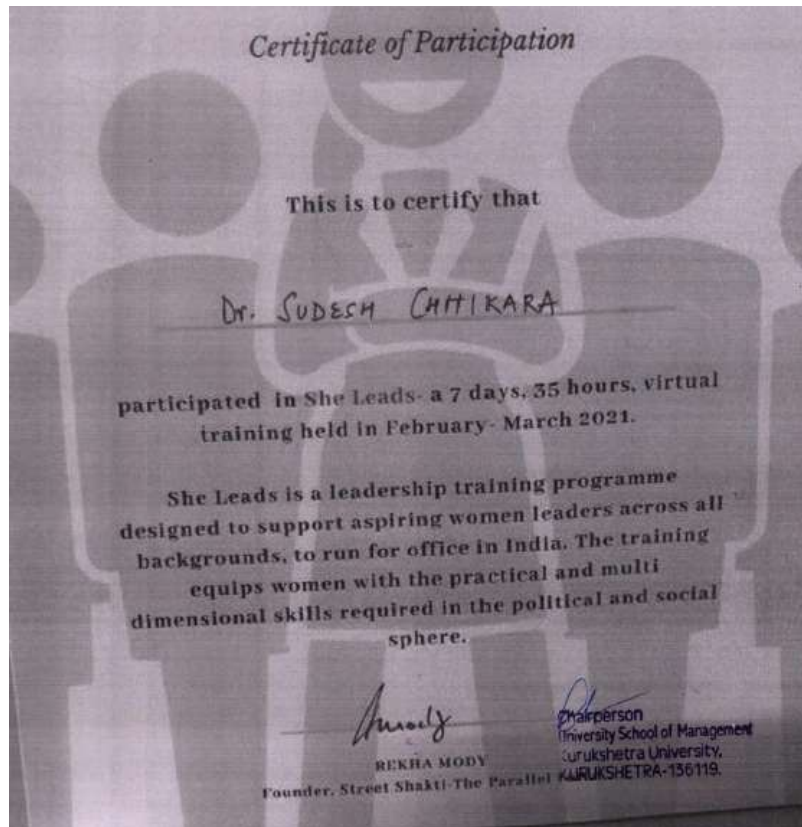 Certificate of Participation
This is to certify that
Dr. SUDESH CHHIKARA
participated in She Leads- a 7 days, 35 hours, virtual
training held in February- March 2021.
She Leads is a leadership training programme
designed to support aspiring women leaders across all
backgrounds, to run for office in India. The training
equips women with the practical and multi
dimensional skills required in the political and social
sphere.
REKHA MODY
Founder, Street Shakti-The Parallel
Chairperson
University School of Management
Kurukshetra University,
KURUKSHETRA-136119.